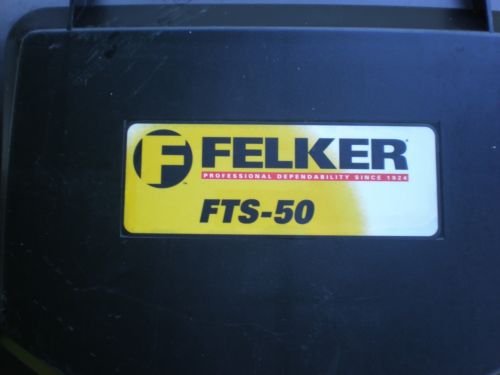 F FELKER
PROFESSIONAL DEPENDABILITY SINCE 1924
FTS-50